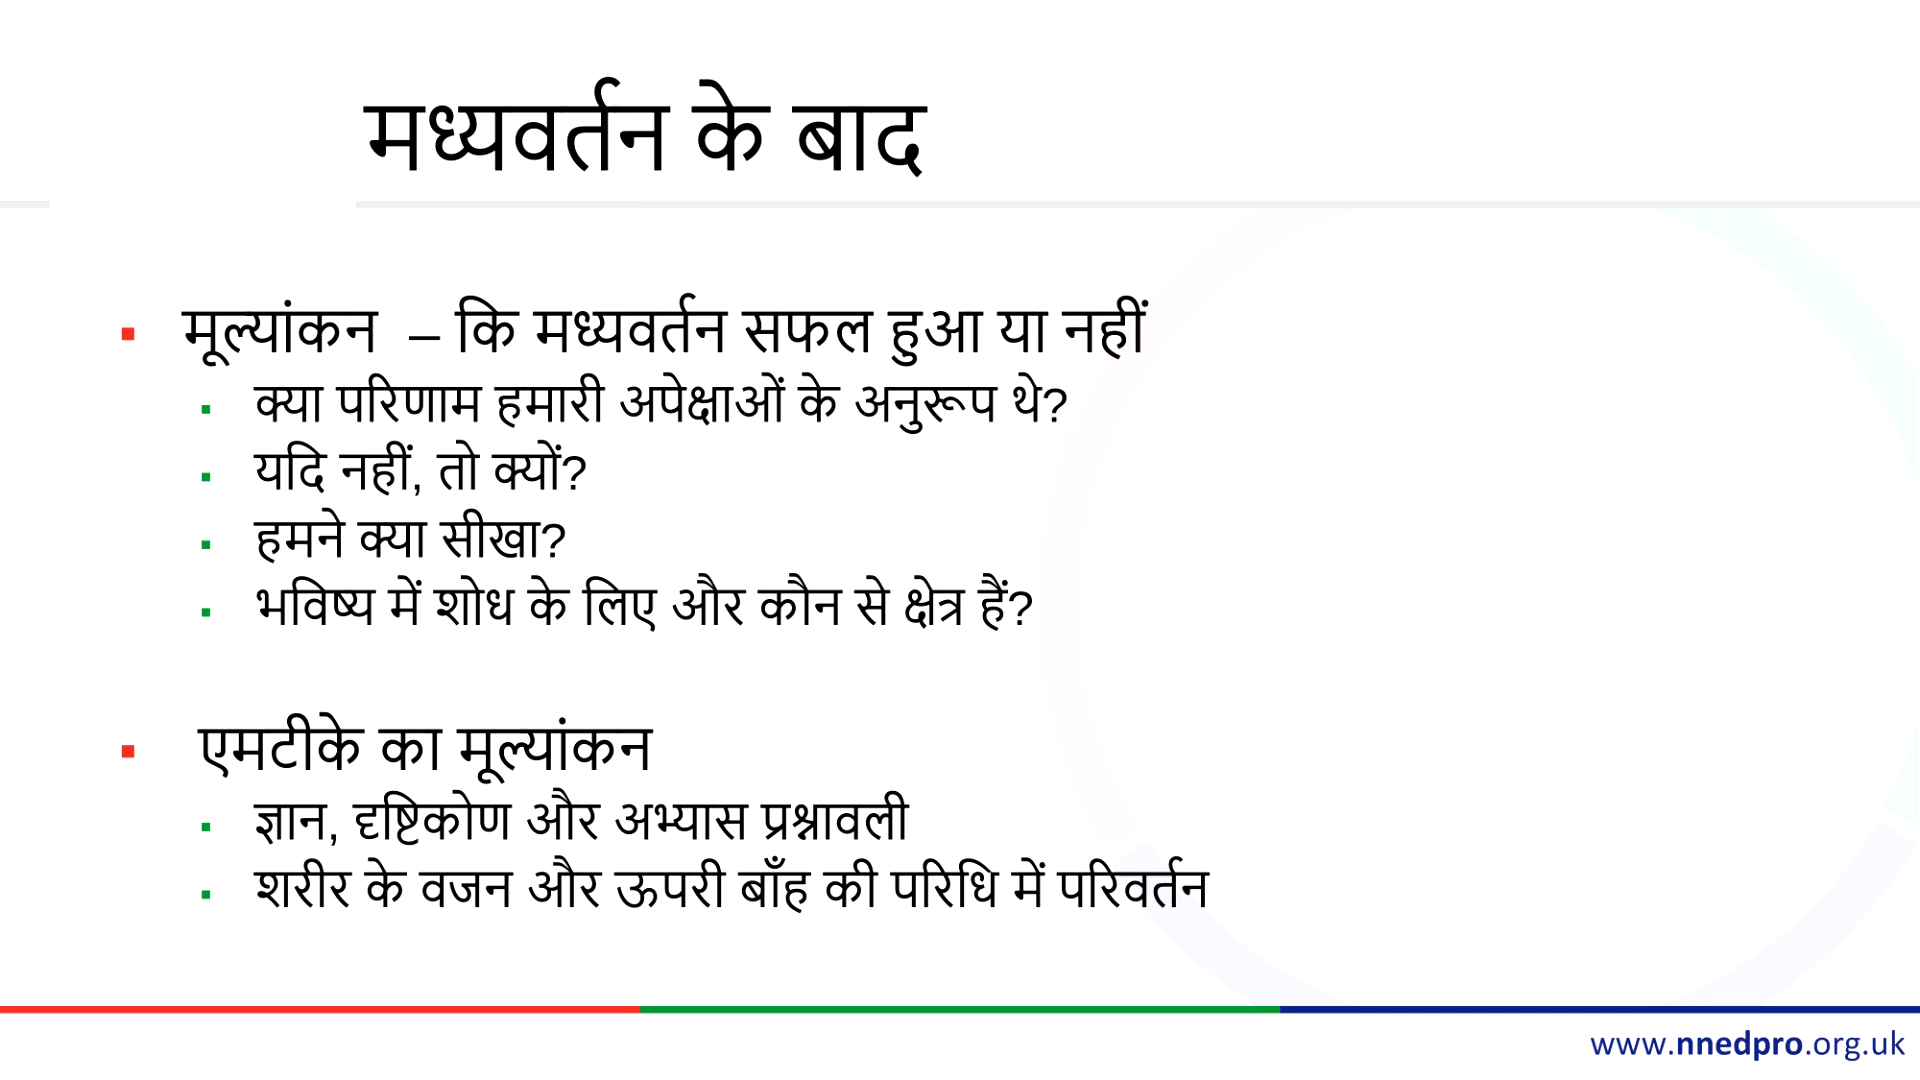 मध्यवर्तन के बाद
मूल्यांकन – कि मध्यवर्तन सफल हुआ या नहीं
क्या परिणाम हमारी अपेक्षाओं के अनुरूप थे?
यदि नहीं, तो क्यों?
हमने क्या सीखा?
भविष्य में शोध के लिए और कौन से क्षेत्र हैं?
एमटीके का मूल्यांकन
ज्ञान, दृष्टिकोण और अभ्यास प्रश्नावली
शरीर के वजन और ऊपरी बाँह की परिधि में परिवर्तन
www.nnedpro.org.uk